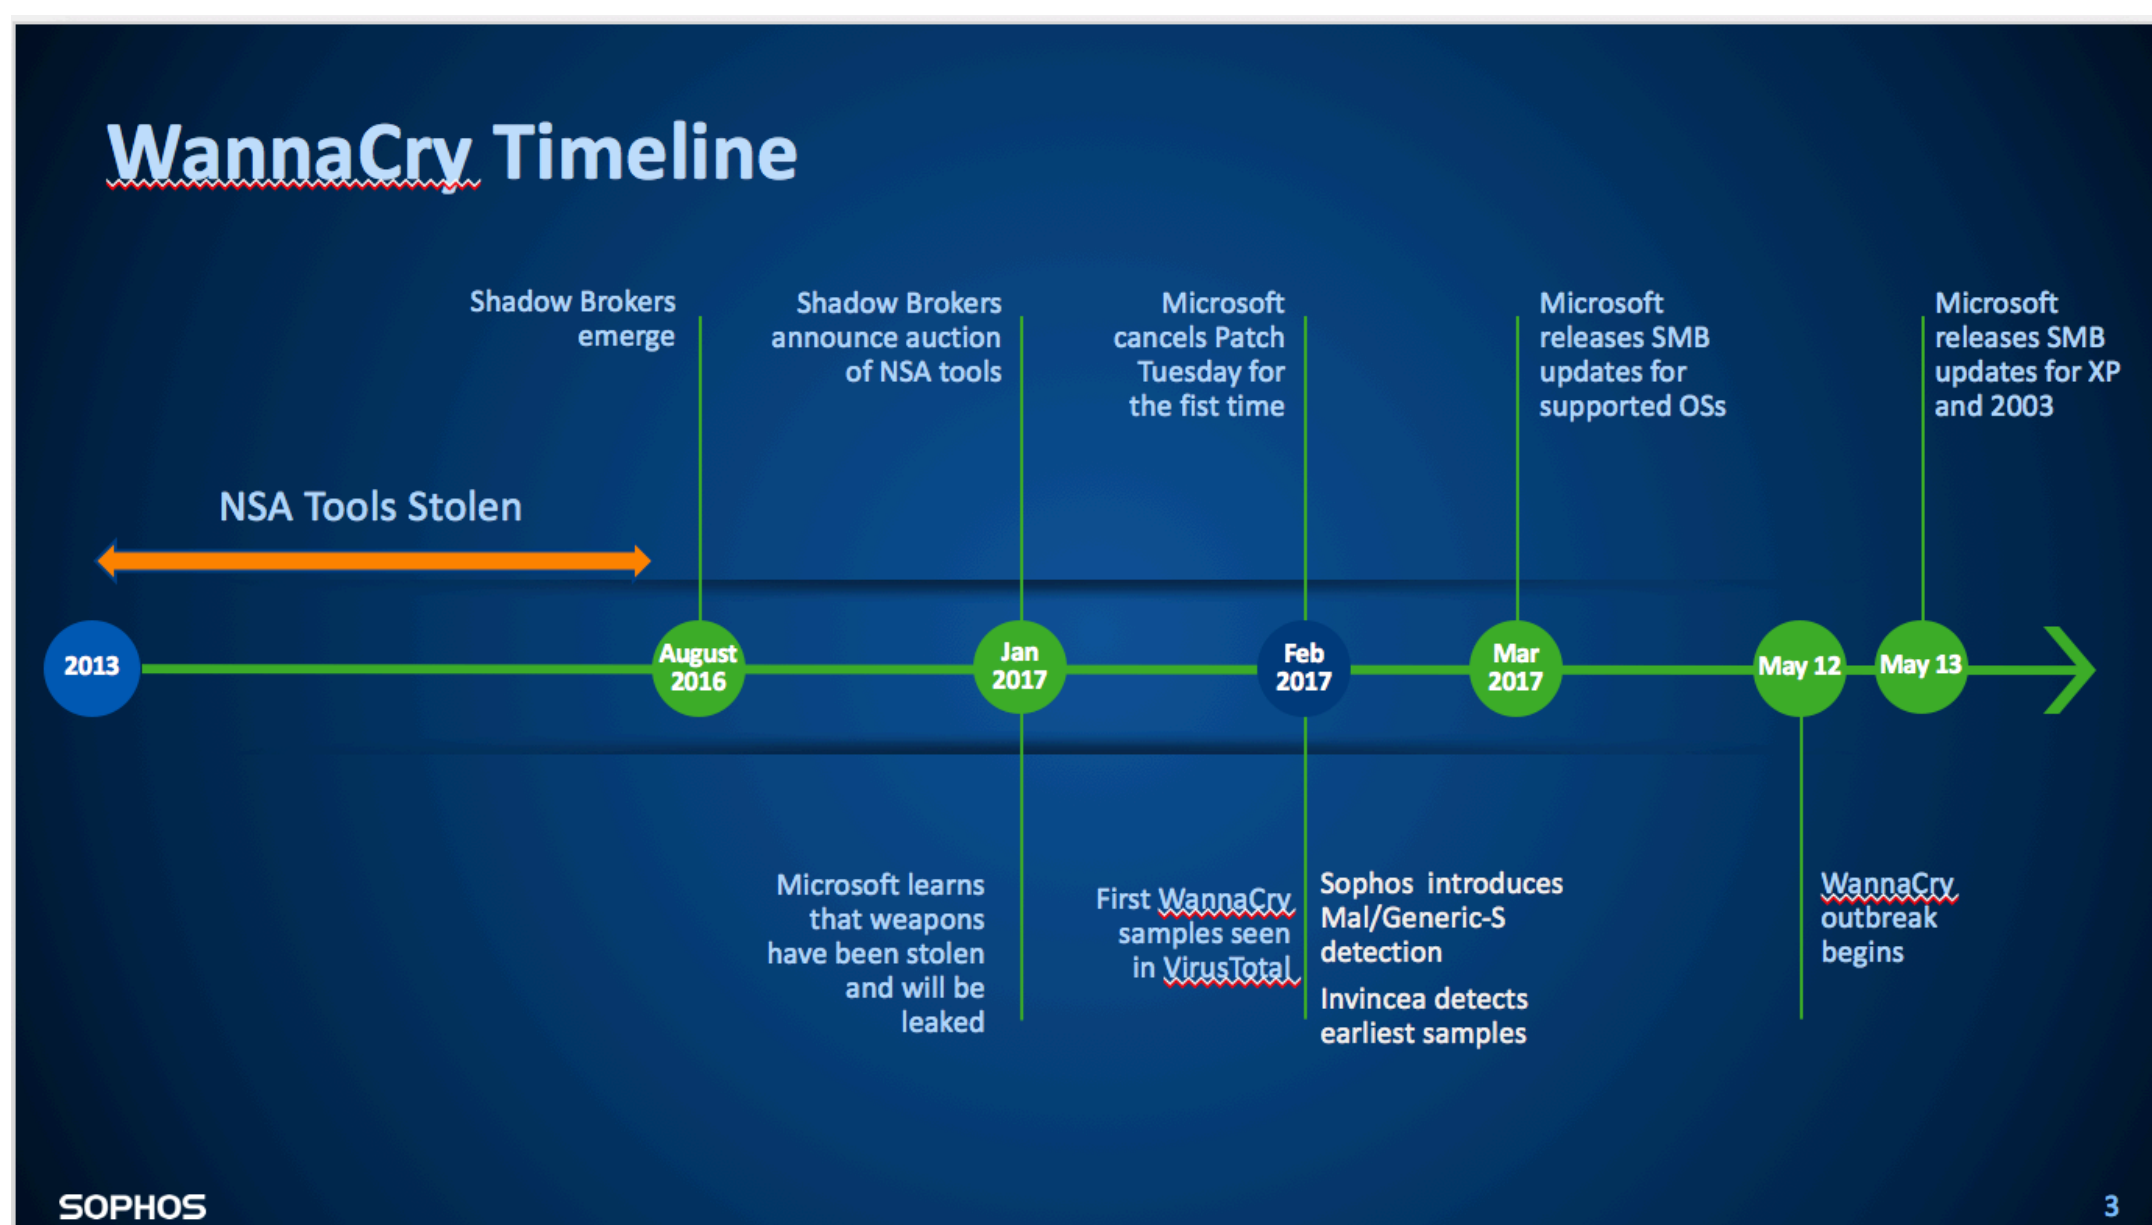 WannaCry Timeline
Shadow Brokers
emerge
Shadow Brokers
announce auction
of NSA tools
Microsoft
cancels Patch
Tuesday for
the fist time
Microsoft
releases SMB
updates for
supported OSs
Microsoft
releases SMB
updates for XP
and 2003
NSA Tools Stolen
2013
August
2016
Jan
2017
Feb
2017
Mar
2017
May 12
May 13
Microsoft learns
that weapons
have been stolen
and will be
leaked
First WannaCry
samples seen
in VirusTotal
Sophos introduces
Mal/Generic-S
detection
Invincea detects
earliest samples
WannaCry
outbreak
begins
SOPHOS
3